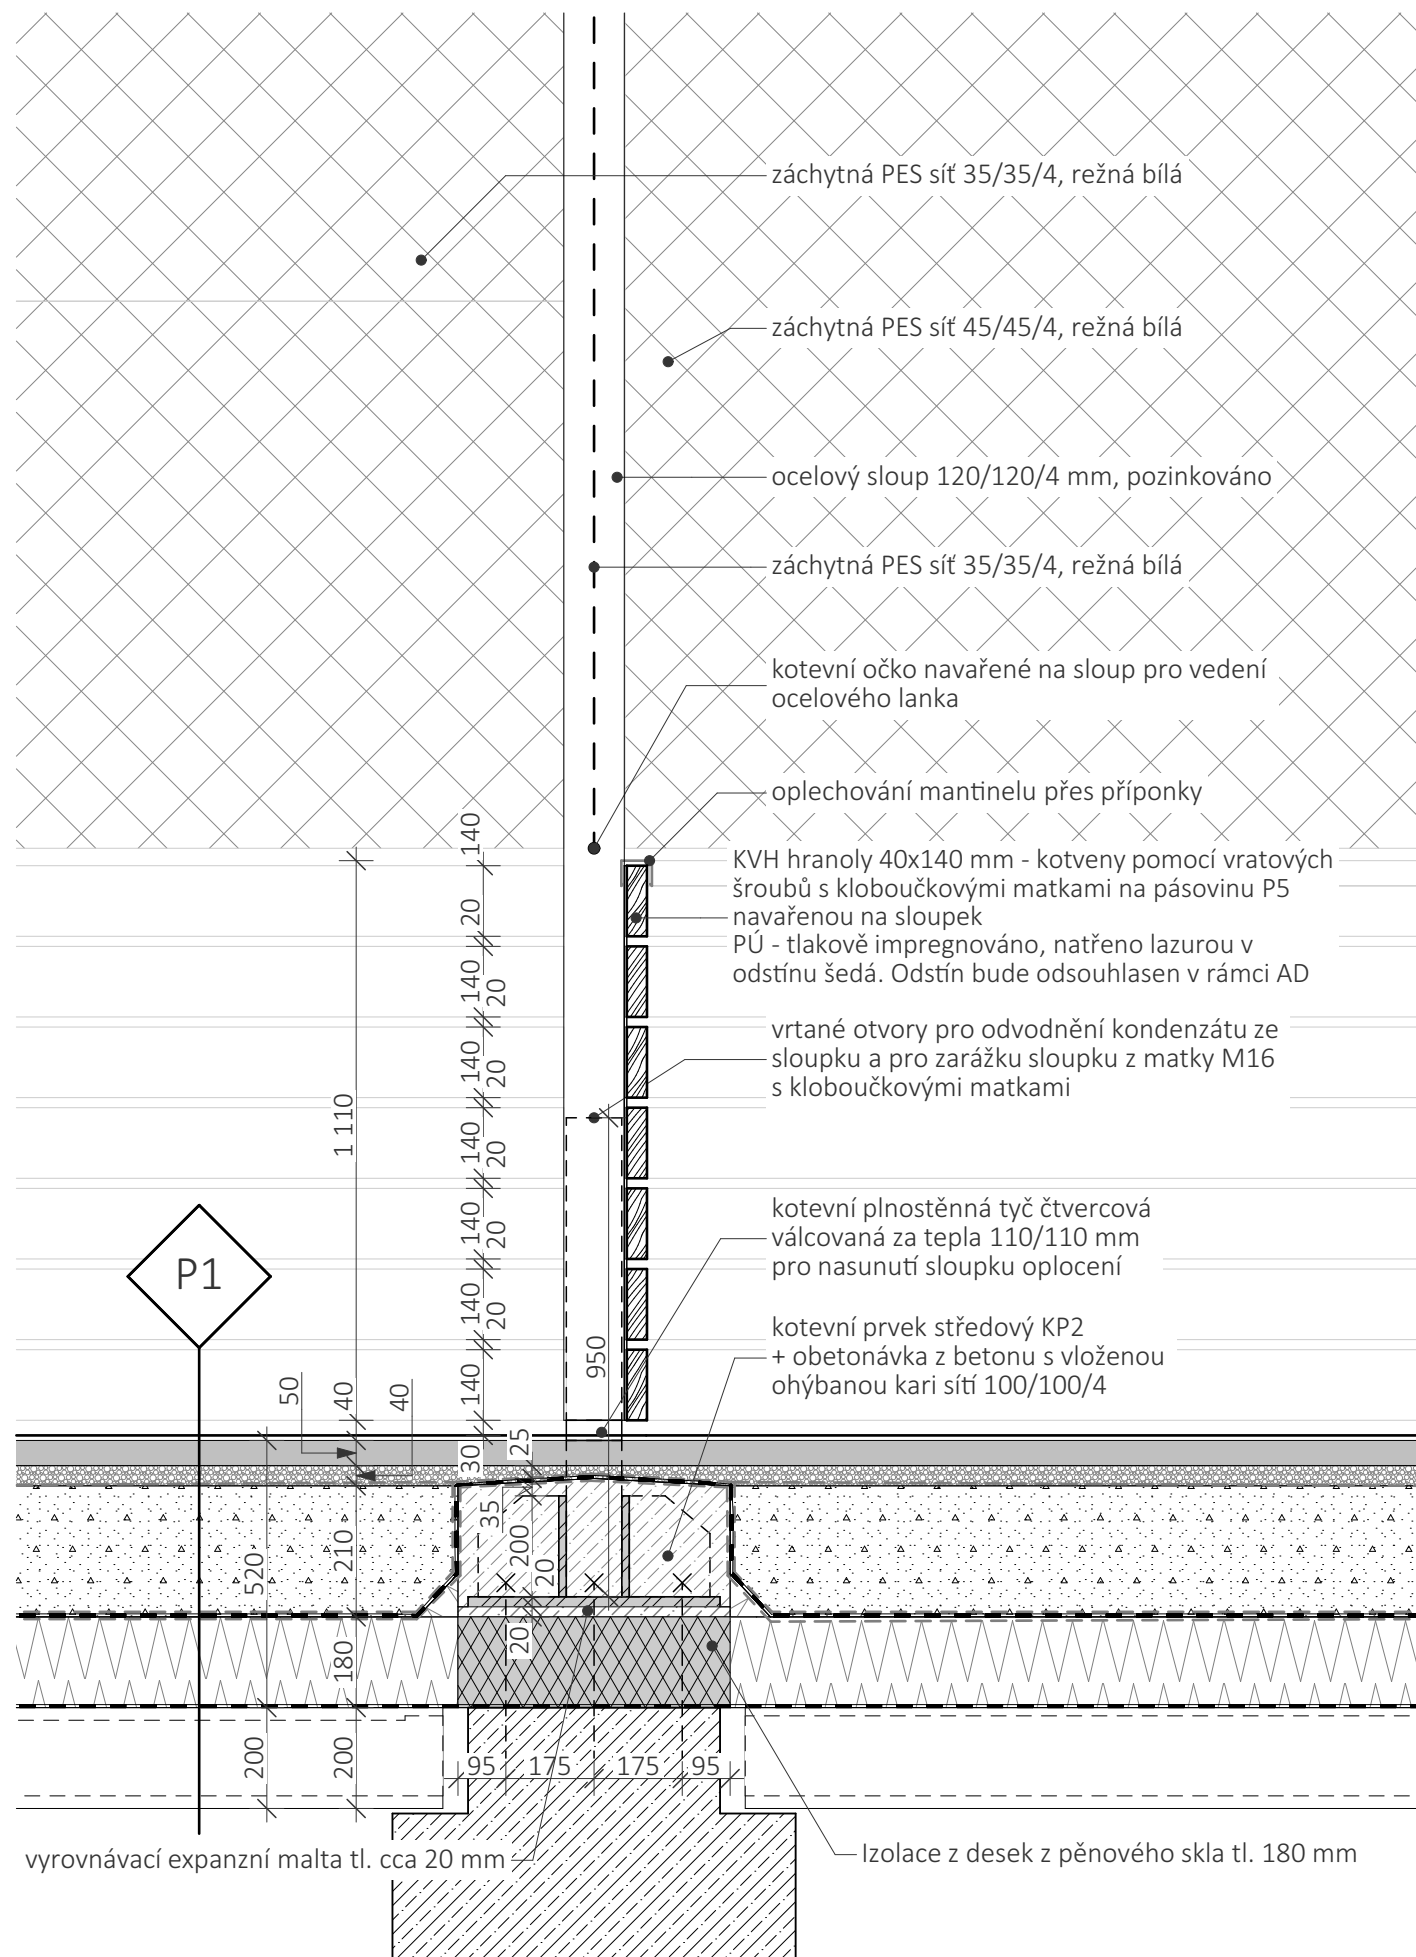 záchytná PES síť 35/35/4, režná bílá
záchytná PES síť 45/45/4, režná bílá
ocelový sloup 120/120/4 mm, pozinkováno
záchytná PES síť 35/35/4, režná bílá
kotevní očko navařené na sloup pro vedení
ocelového lanka
oplechování mantinelu přes příponky
KVH hranoly 40x140 mm - kotveny pomocí vratových
šroubů s kloboučkovými matkami na pásovinu P5
navařenou na sloupek
PÚ - tlakově impregnováno, natřeno lazurou v
odstínu šedá. Odstín bude odsouhlasen v rámci AD
vrtané otvory pro odvodnění kondenzátu ze
sloupku a pro zarážku sloupku z matky M16
s kloboučkovými matkami
kotevní plnostěnná tyč čtvercová
válcovaná za tepla 110/110 mm
pro nasunutí sloupku oplocení
kotevní prvek středový KP2
+ obetonávka z betonu s vloženou
ohýbanou kari sítí 100/100/4
140
20
140
20
140
20
140
20
140
20
140
20
140
1 110
950
P1
50
40
40
30
25
35
200
20
20
520
210
180
200
200
95
175
175
95
vyrovnávací expanzní malta tl. cca 20 mm
Izolace z desek z pěnového skla tl. 180 mm